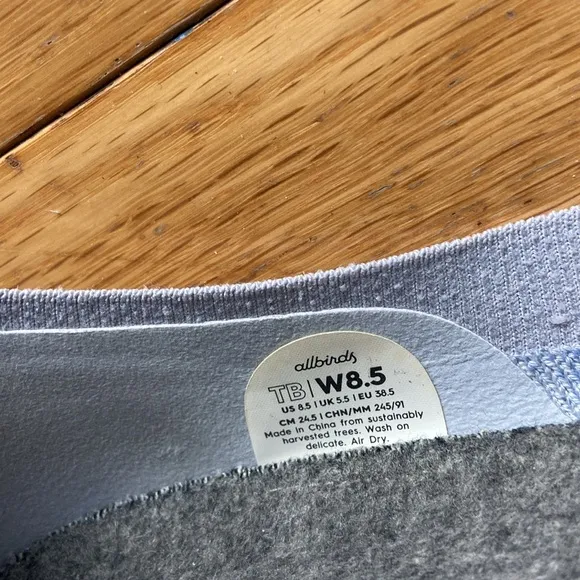 allbirds
TB | W8.5
US 8.5 | UK 5.5 | EU 38.5
CM 24.5 | CHN/MM 245/91
Made in China from sustainably
harvested trees. Wash on
delicate. Air Dry.